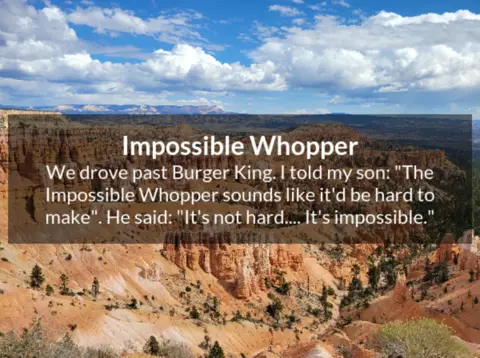 Impossible Whopper
We drove past Burger King. I told my son: "The
Impossible Whopper sounds like it'd be hard to
make". He said: "It's not hard.... It's impossible."